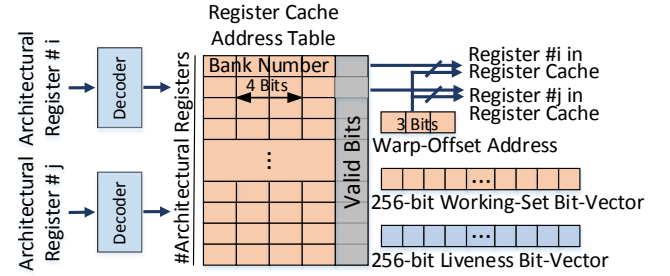 Register Cache
Address Table
Architectural
Register # i
Decoder
#Architectural Registers
Bank Number
4 Bits
...
Valid Bits
Register #i in
Register Cache
Register #j in
Register Cache
3 Bits
Warp-Offset Address
Architectural
Register # j
Decoder
...
256-bit Working-Set Bit-Vector
...
256-bit Liveness Bit-Vector